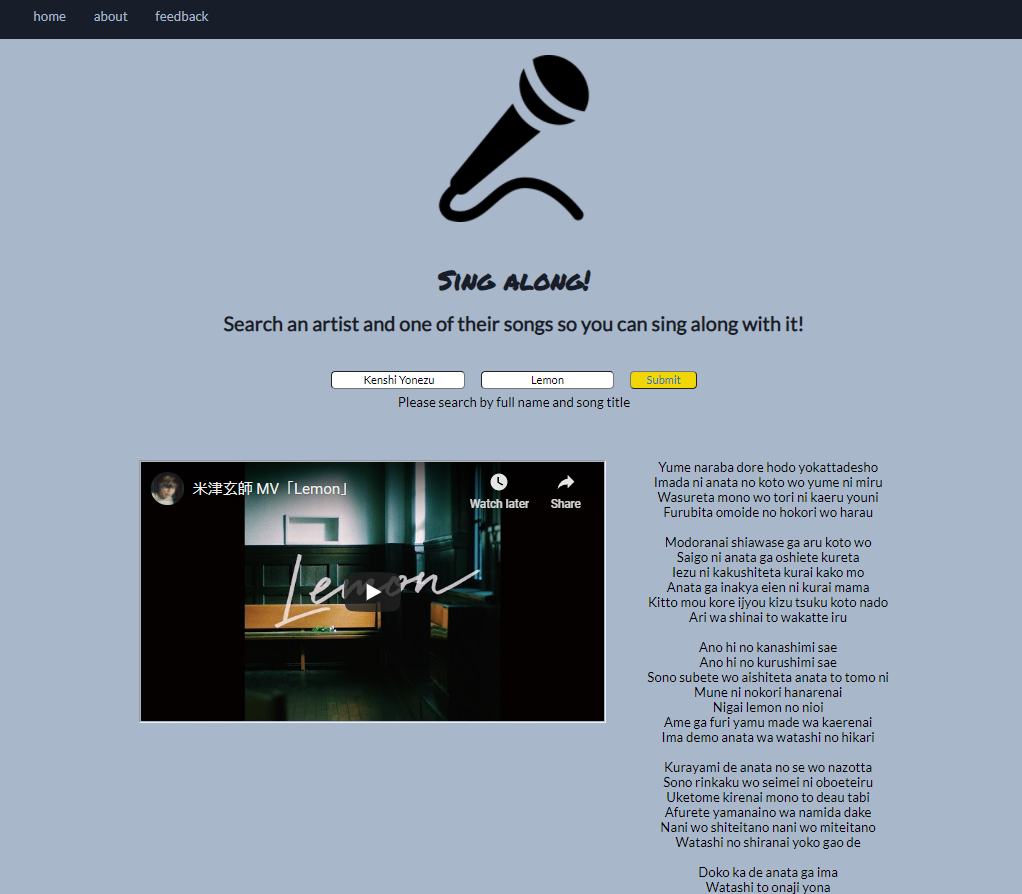 home about feedback
Sing along!
Search an artist and one of their songs so you can sing along with it!
Kenshi Yonezu Lemon Submit
Please search by full name and song title
米津玄師 MV「Lemon」
Watch later Share
Lemon
Yume naraba dore hodo yokattadesho
Imada ni anata no koto wo yume ni miru
Wasureta mono wo tori ni kaeru youni
Furubita omoide no hokori wo harau
Modoranai shiawase ga aru koto wo
Saigo ni anata ga oshiete kureta
Iezu ni kakushiteta kurai kako mo
Anata ga inakya eien ni kurai mama
Kitto mou kore ijyou kizu tsuku koto nado
Ari wa shinai to wakatte iru
Ano hi no kanashimi sae
Ano hi no kurushimi sae
Sono subete wo aishiteta anata to tomo ni
Mune ni nokori hanarenai
Nigai lemon no nioi
Ame ga furi yamu made wa kaerenai
Ima demo anata wa watashi no hikari
Kurayami de anata no se wo nazotta
Sono rinkaku wo seimei ni oboeteiru
Uketome kirenai mono to deau tabi
Afurete yamanaino wa namida dake
Nani wo shiteitano nani wo miteitano
Watashi no shiranai yoko gao de
Doko ka de anata ga ima
Watashi to onaji yona